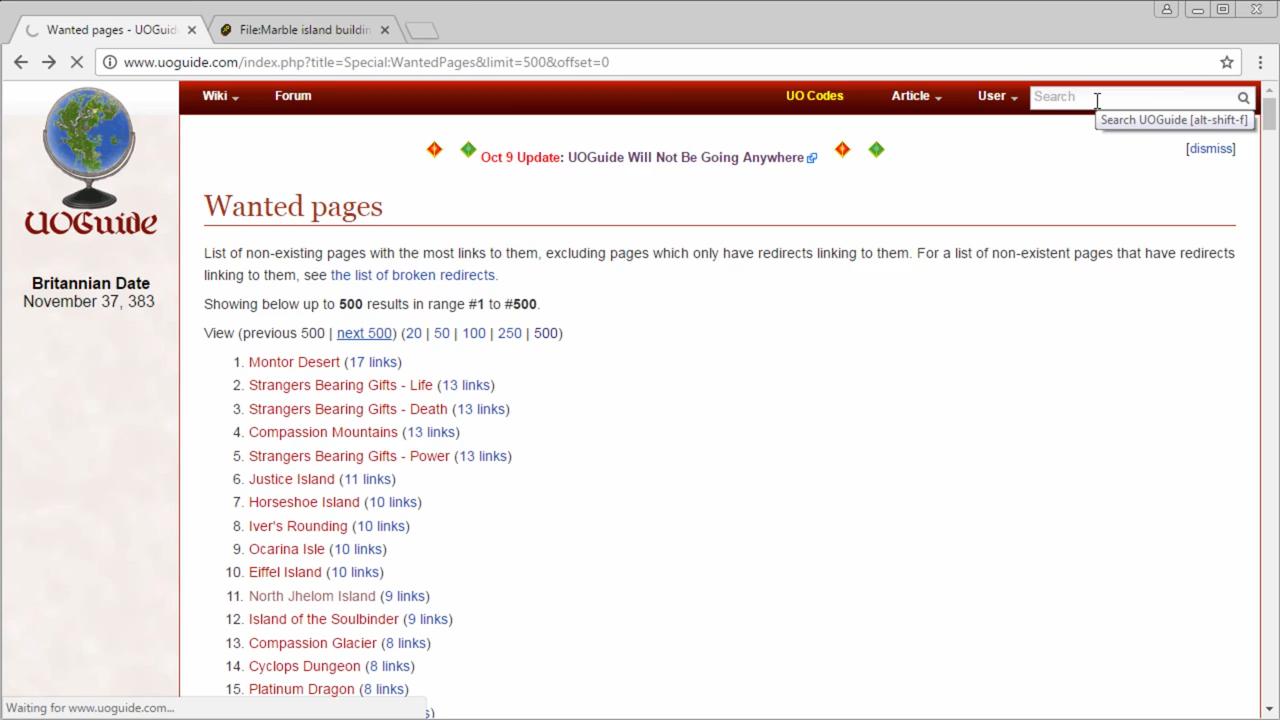 Wanted pages - UOGuid
File:Marble island buildin
www.uoguide.com/index.php?title=Special:WantedPages&limit=500&offset=0
Wiki Forum UO Codes Article User Search
Search UOGuide [alt-shift-f]
Oct 9 Update: UOGuide Will Not Be Going Anywhere [dismiss]
UOGuide
Britannian Date
November 37, 383
Wanted pages
List of non-existing pages with the most links to them, excluding pages which only have redirects linking to them. For a list of non-existent pages that have redirects
linking to them, see the list of broken redirects.
Showing below up to 500 results in range #1 to #500.
View (previous 500 | next 500) (20 | 50 | 100 | 250 | 500)
1. Montor Desert (17 links)
2. Strangers Bearing Gifts - Life (13 links)
3. Strangers Bearing Gifts - Death (13 links)
4. Compassion Mountains (13 links)
5. Strangers Bearing Gifts - Power (13 links)
6. Justice Island (11 links)
7. Horseshoe Island (10 links)
8. Iver's Rounding (10 links)
9. Ocarina Isle (10 links)
10. Eiffel Island (10 links)
11. North Jhelom Island (9 links)
12. Island of the Soulbinder (9 links)
13. Compassion Glacier (8 links)
14. Cyclops Dungeon (8 links)
15. Platinum Dragon (8 links)
Waiting for www.uoguide.com...